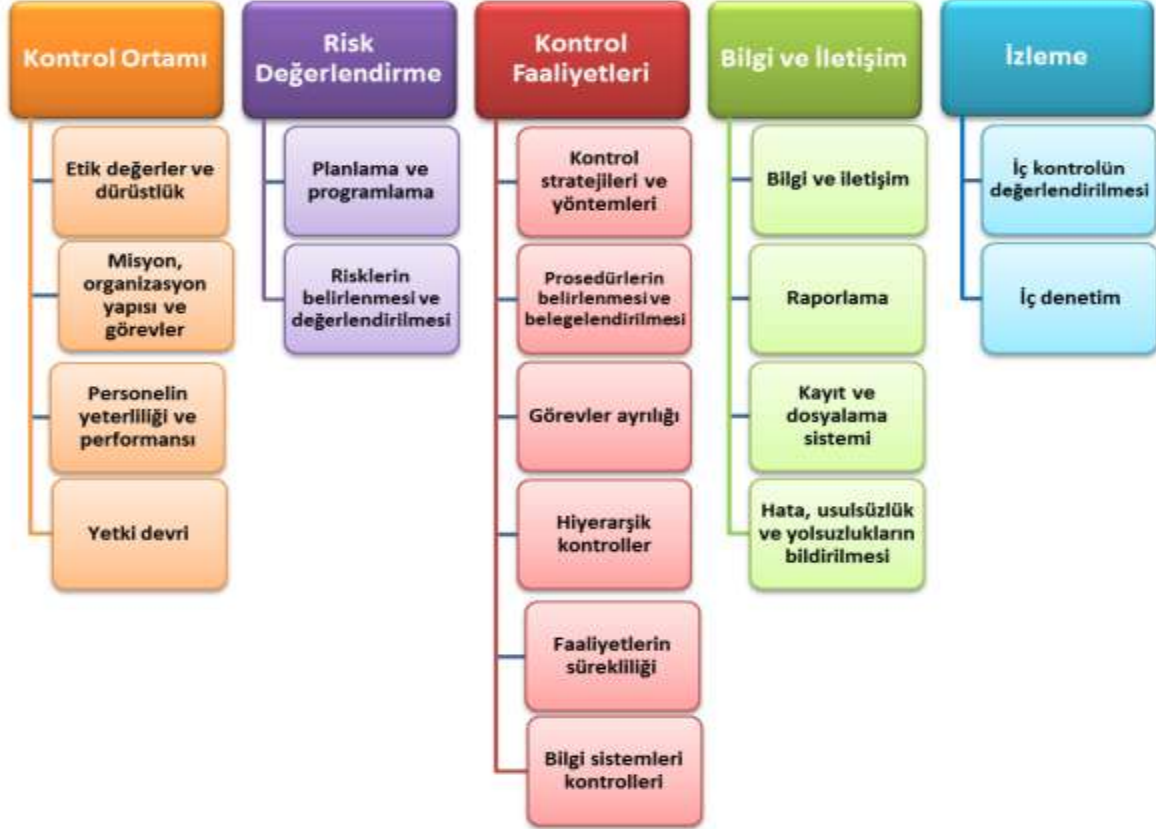 Kontrol Ortamı
Etik değerler ve
dürüstlük
Misyon,
organizasyon
yapısı ve
görevler
Personelin
yeterliliği ve
performansı
Yetki devri
Risk
Değerlendirme
Planlama ve
programlama
Risklerin
belirlenmesi ve
değerlendirilmesi
Kontrol
Faaliyetleri
Kontrol
stratejileri ve
yöntemleri
Prosedürlerin
belirlenmesi ve
belegelendirilmesi
Görevler ayrılığı
Hiyerarşik
kontroller
Faaliyetlerin
sürekliliği
Bilgi sistemleri
kontrolleri
Bilgi ve İletişim
Bilgi ve iletişim
Raporlama
Kayıt ve
dosyalama
sistemi
Hata, usulsüzlük
ve yolsuzlukların
bildirilmesi
İzleme
İç kontrolün
değerlendirilmesi
İç denetim